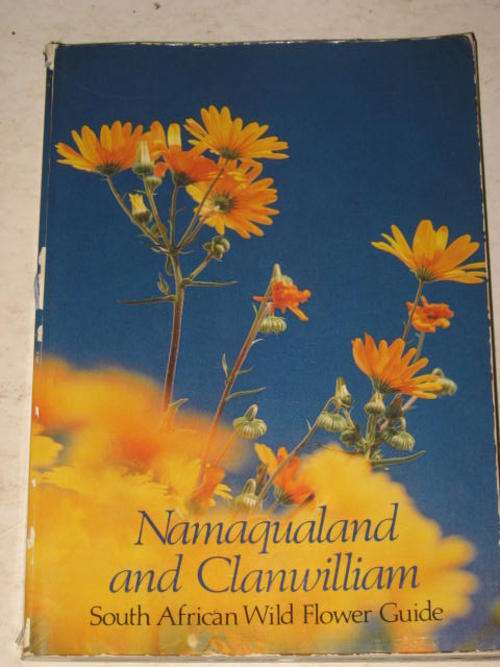 Namaqualand
and Clanwilliam
South African Wild Flower Guide